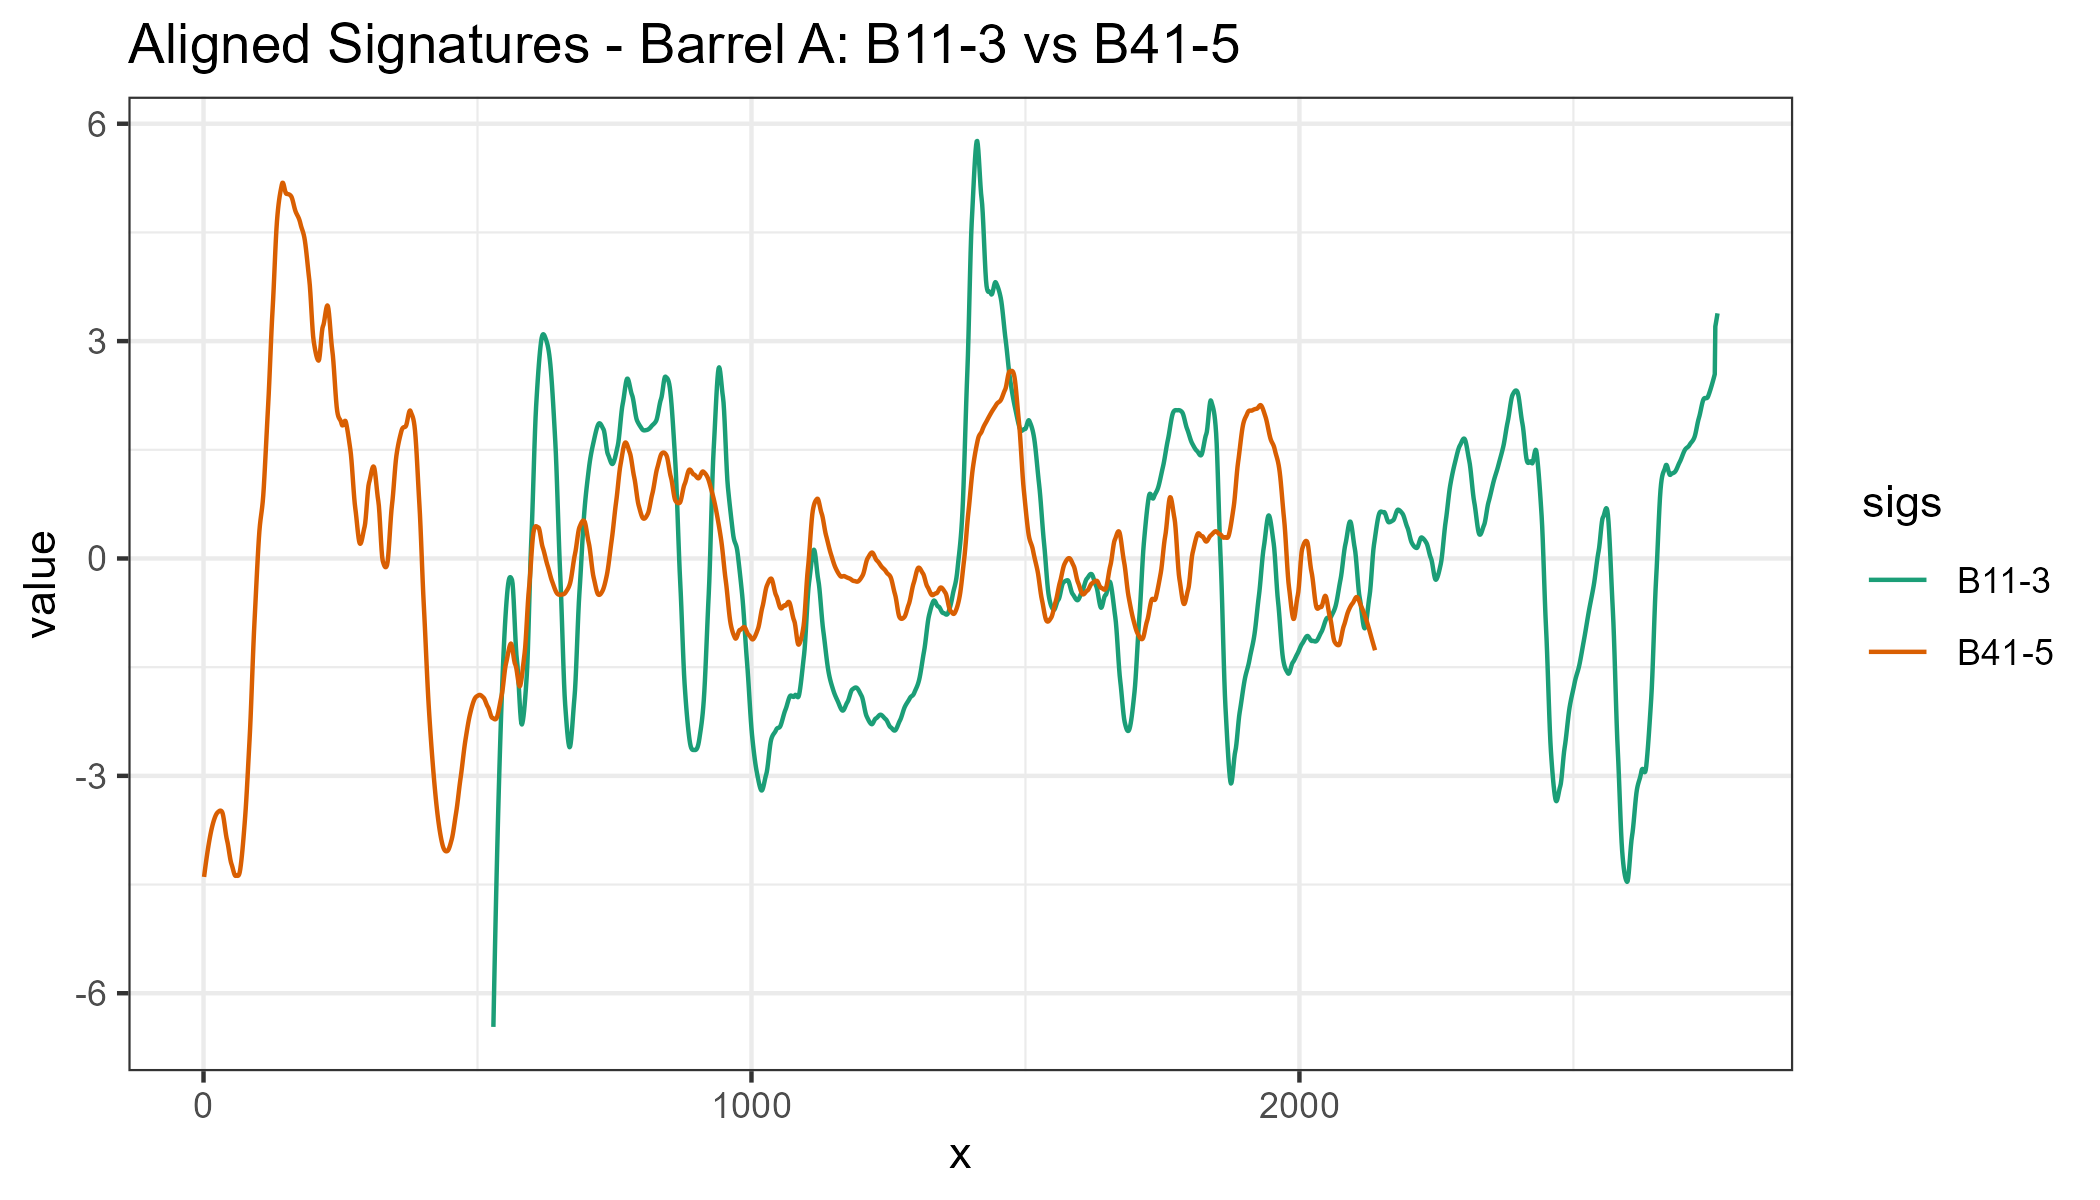 Aligned Signatures - Barrel A: B11-3 vs B41-5
6
3
0
-3
-6
value
0
1000
2000
x
sigs
B11-3
B41-5